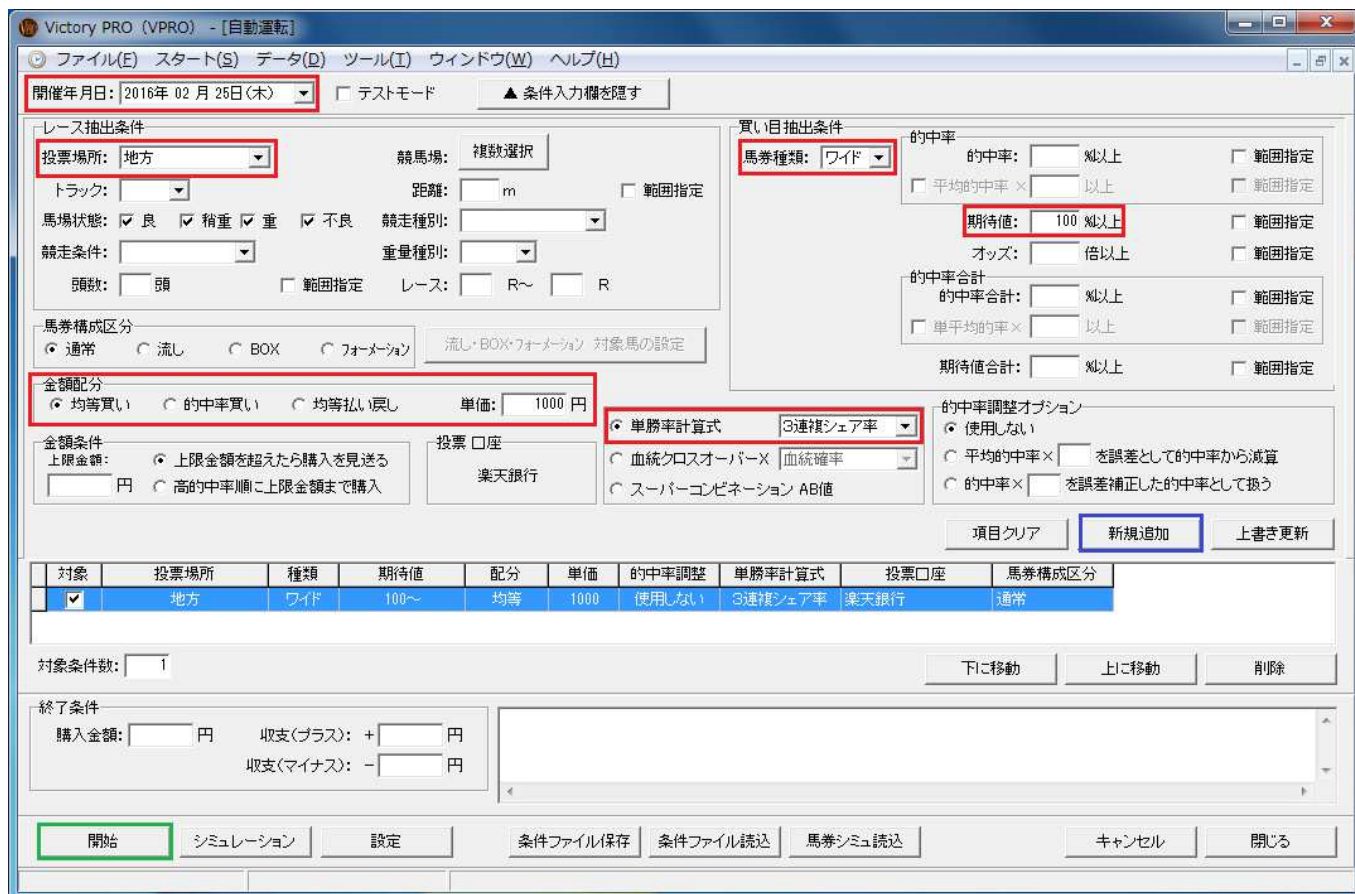 Victory PRO（VPRO） - [自動運転]
ファイル(F) スタート(S) データ(D) ツール(T) ウィンドウ(W) ヘルプ(H)
開催年月日: 2016年 02 月 25日(木) テストモード ▲ 条件入力欄を隠す
レース抽出条件
投票場所: 地方 競馬場: 複数選択
トラック: 距離: m 範囲指定
馬場状態: 良 稍重 重 不良 競走種別:
競走条件: 重量種別:
頭数: 頭 範囲指定 レース: R～ R
買い目抽出条件
馬券種類: ワイド
的中率
的中率: %以上 範囲指定
平均的中率 × 以上 範囲指定
期待値: 100 %以上 範囲指定
オッズ: 倍以上 範囲指定
的中率合計
的中率合計: %以上 範囲指定
単平均的中率× 以上 範囲指定
期待値合計: %以上 範囲指定
馬券構成区分
通常 流し BOX フォーメーション 流し・BOX・フォーメーション 対象馬の設定
金額配分
均等買い 的中率買い 均等払い戻し 単価: 1000 円
金額条件
上限金額: 円
上限金額を超えたら購入を見送る
高的中率順に上限金額まで購入
投票口座
楽天銀行
単勝率計算式 3連複シェア率
血統クロスオーバーX 血統確率
スーパーコンビネーション AB値
的中率調整オプション
使用しない
平均的中率× を誤差として的中率から減算
的中率× を誤差補正した的中率として扱う
項目クリア 新規追加 上書き更新
対象 投票場所 種類 期待値 配分 単価 的中率調整 単勝率計算式 投票口座 馬券構成区分
地方 ワイド 100～ 均等 1000 使用しない 3連複シェア率 楽天銀行 通常
対象条件数: 1 下に移動 上に移動 削除
終了条件
購入金額: 円 収支(プラス): + 円
収支(マイナス): - 円
開始 シミュレーション 設定 条件ファイル保存 条件ファイル読込 馬券シミュ読込 キャンセル 閉じる